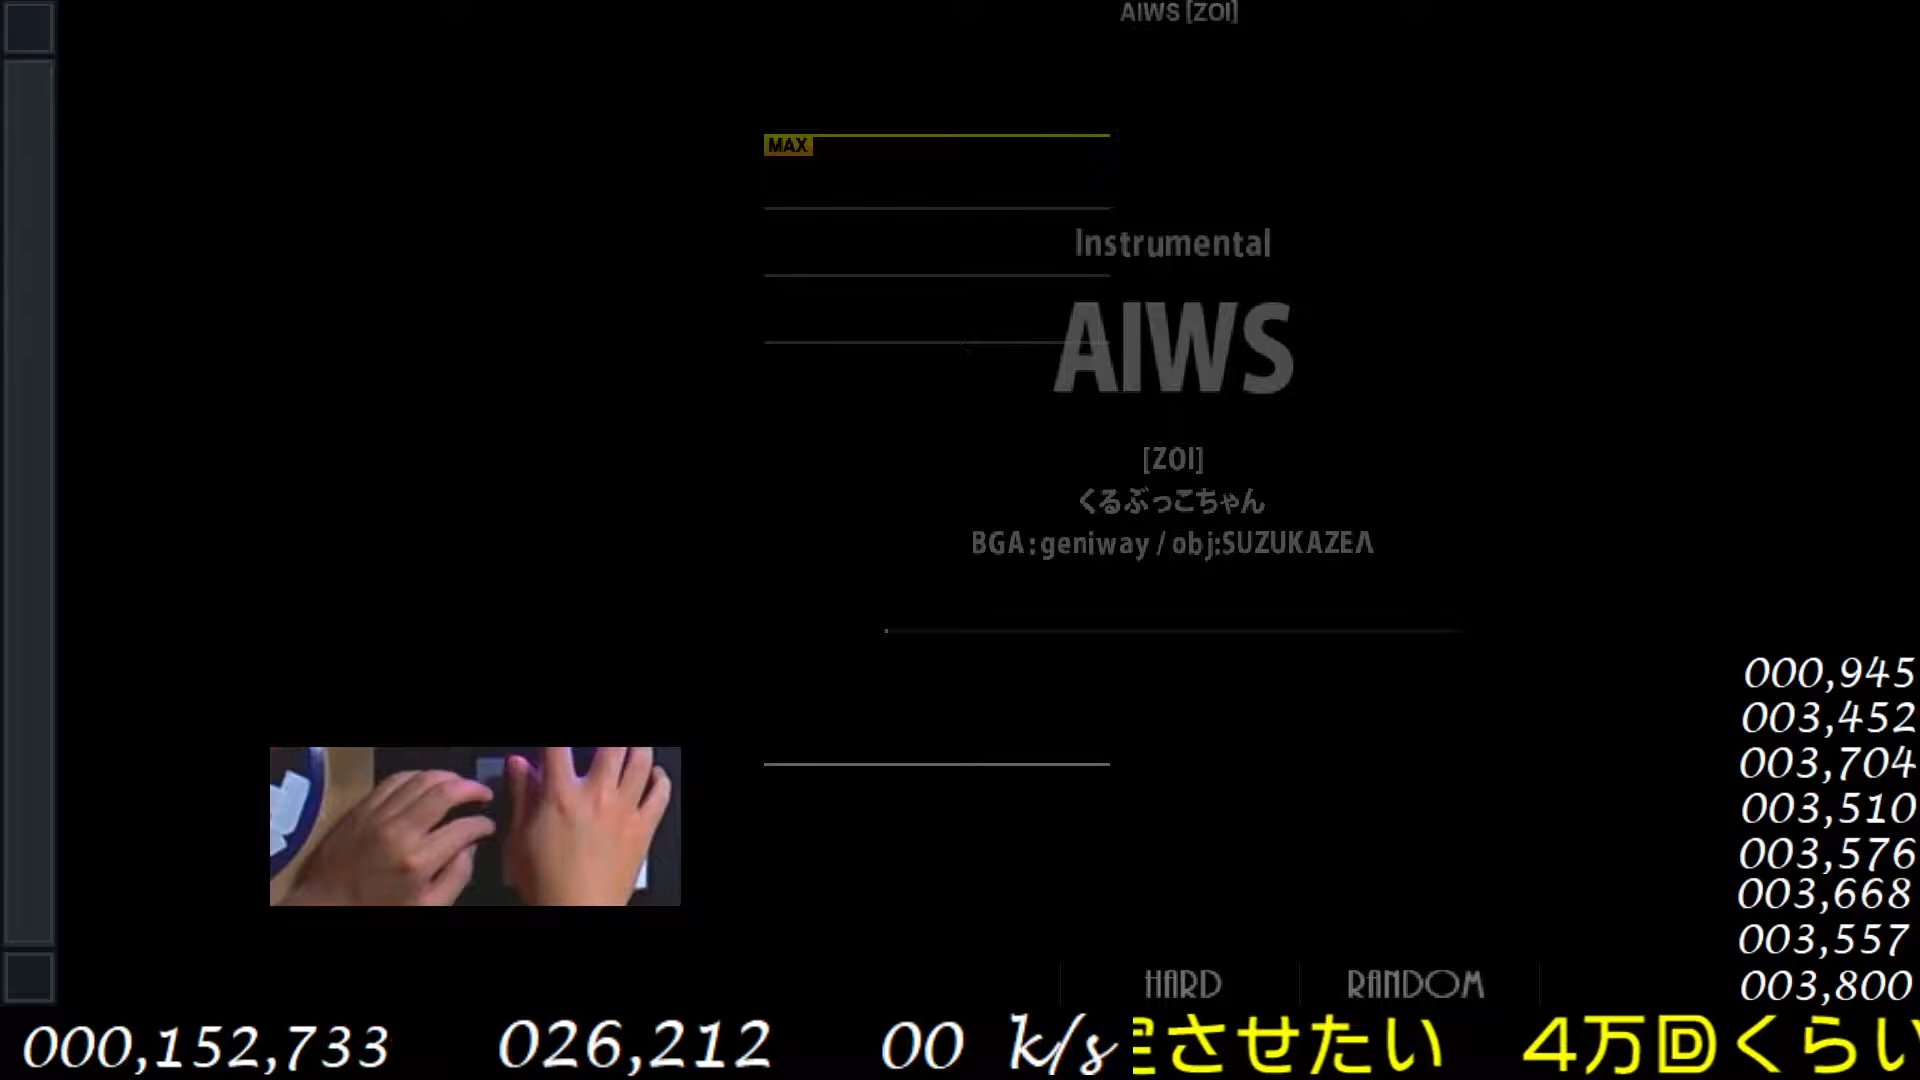 AIWS [ZOI]
MAX
Instrumental
AIWS
[ZOI]
くるぶっこちゃん
BGA : geniway / obj:SUZUKAZEΛ
000,945
003,452
003,704
003,510
003,576
003,668
003,557
003,800
HARD RANDOM
000,152,733 026,212 00 k/s させたい 4万回くらい